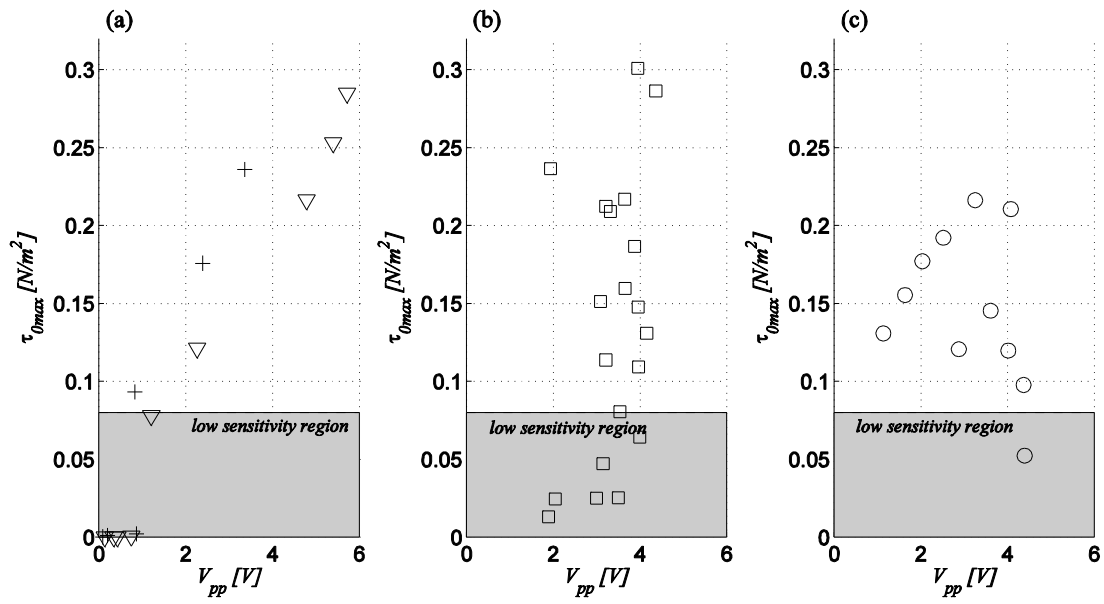 (a)
0.3
0.25
0.2
0.15
0.1
0.05
0
τ0max [N/m2]
low sensitivity region
0 2 4 6
Vpp [V]
(b)
0.3
0.25
0.2
0.15
0.1
0.05
0
τ0max [N/m2]
low sensitivity region
0 2 4 6
Vpp [V]
(c)
0.3
0.25
0.2
0.15
0.1
0.05
0
τ0max [N/m2]
low sensitivity region
0 2 4 6
Vpp [V]